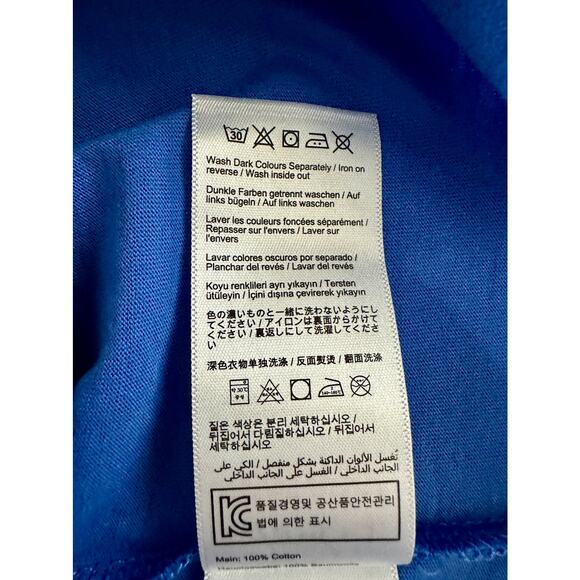 30
Wash Dark Colours Separately / Iron on
reverse / Wash inside out
Dunkle Farben getrennt waschen / Auf
links bügeln / Auf links waschen
Laver les couleurs foncées séparément /
Repasser sur l'envers / Laver sur
l'envers
Lavar colores oscuros por separado /
Planchar del revés / Lavar del revés
Koyu renklileri ayrı yıkayın / Tersten
ütüleyin / İçini dışına çevirerek yıkayın
色の濃いものと一緒に洗わないようにし
てください / アイロンは裏面からかけて
ください / 裏返しにして洗濯してくださ
い
深色衣物单独洗涤 / 反面熨烫 / 翻面洗涤
약 30℃
중성
짙은 색상은 분리 세탁하십시오 /
뒤집어서 다림질하십시오 / 뒤집어서
세탁하십시오
تُغسل الألوان الداكنة بشكل منفصل / الكي على
الجانب الداخلي / الغسل على الجانب الداخلي
KC
품질경영및 공산품안전관리
법에 의한 표시
Main: 100% Cotton
100% Baumwolle